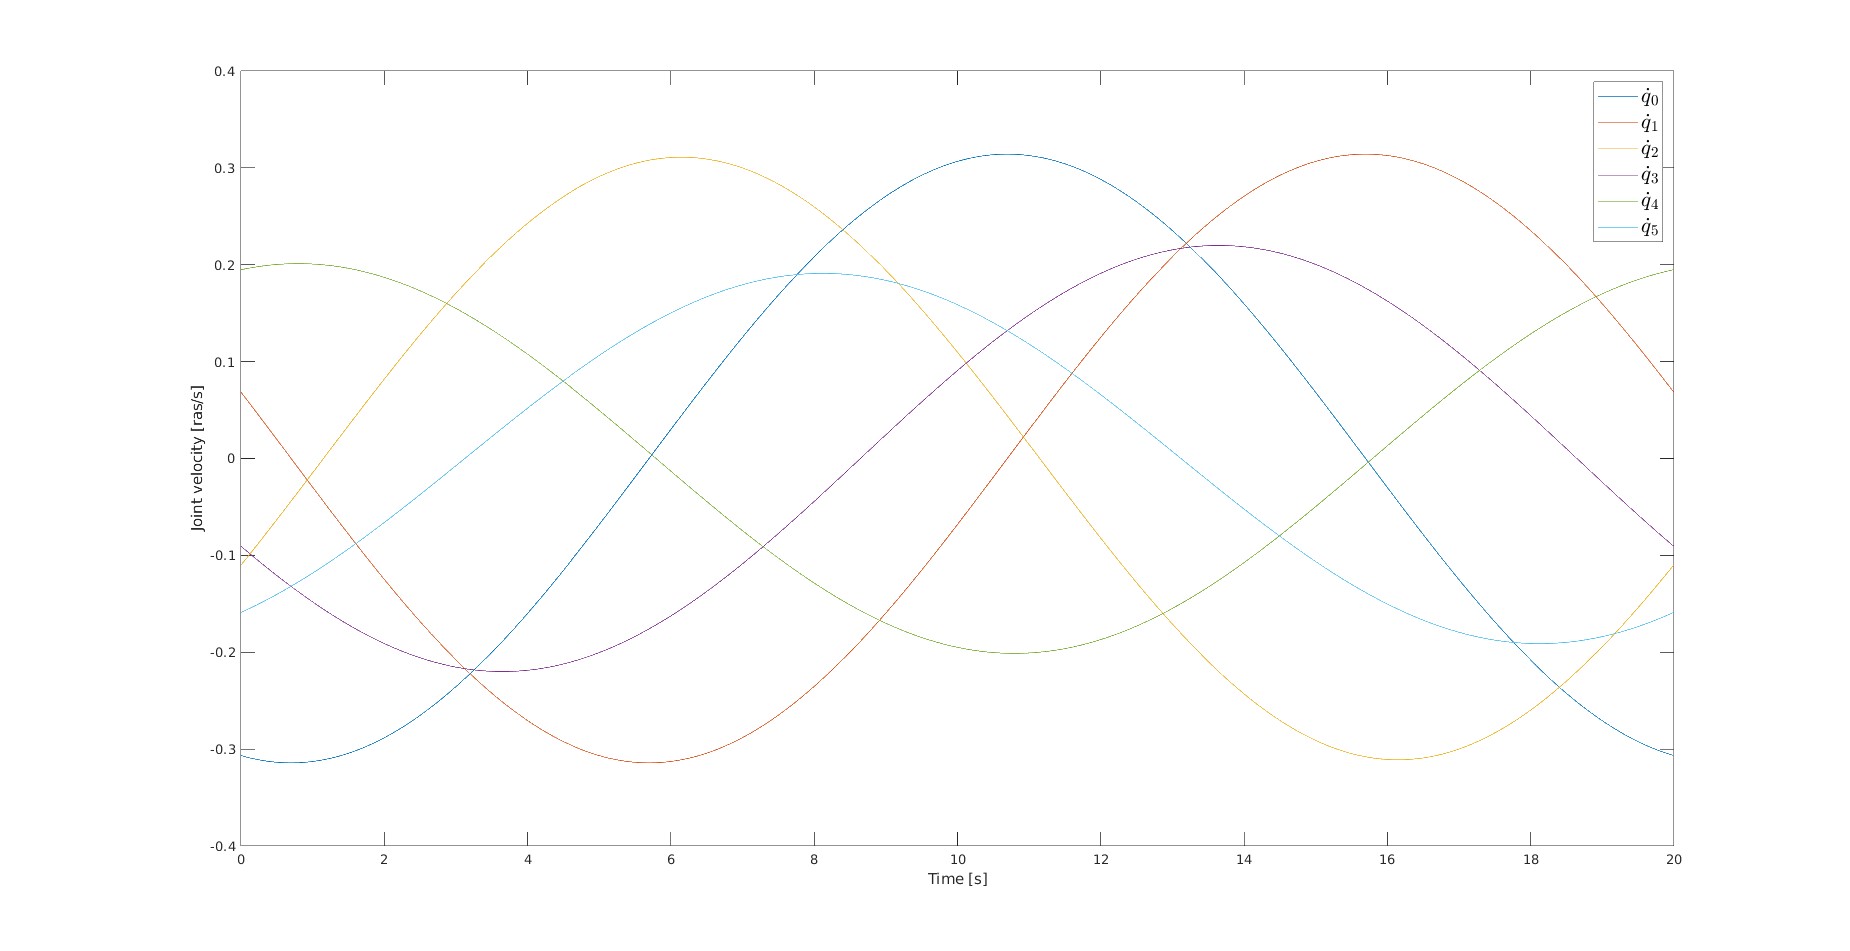 0.4
0.3
0.2
0.1
0
-0.1
-0.2
-0.3
-0.4
Joint velocity [ras/s]
0 2 4 6 8 10 12 14 16 18 20
Time [s]
q̇₀
q̇₁
q̇₂
q̇₃
q̇₄
q̇₅